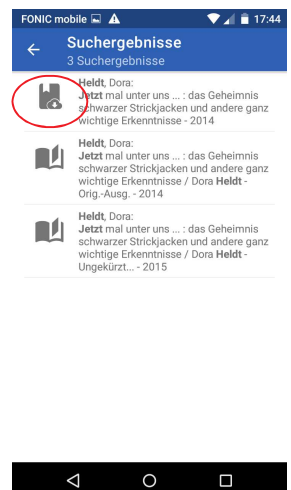 FONIC mobile 17:44
Suchergebnisse
3 Suchergebnisse
Heldt, Dora:
Jetzt mal unter uns ... : das Geheimnis
schwarzer Strickjacken und andere ganz
wichtige Erkenntnisse - 2014
Heldt, Dora:
Jetzt mal unter uns ... : das Geheimnis
schwarzer Strickjacken und andere ganz
wichtige Erkenntnisse / Dora Heldt -
Orig.-Ausg. - 2014
Heldt, Dora:
Jetzt mal unter uns ... : das Geheimnis
schwarzer Strickjacken und andere ganz
wichtige Erkenntnisse / Dora Heldt -
Ungekürzt... - 2015